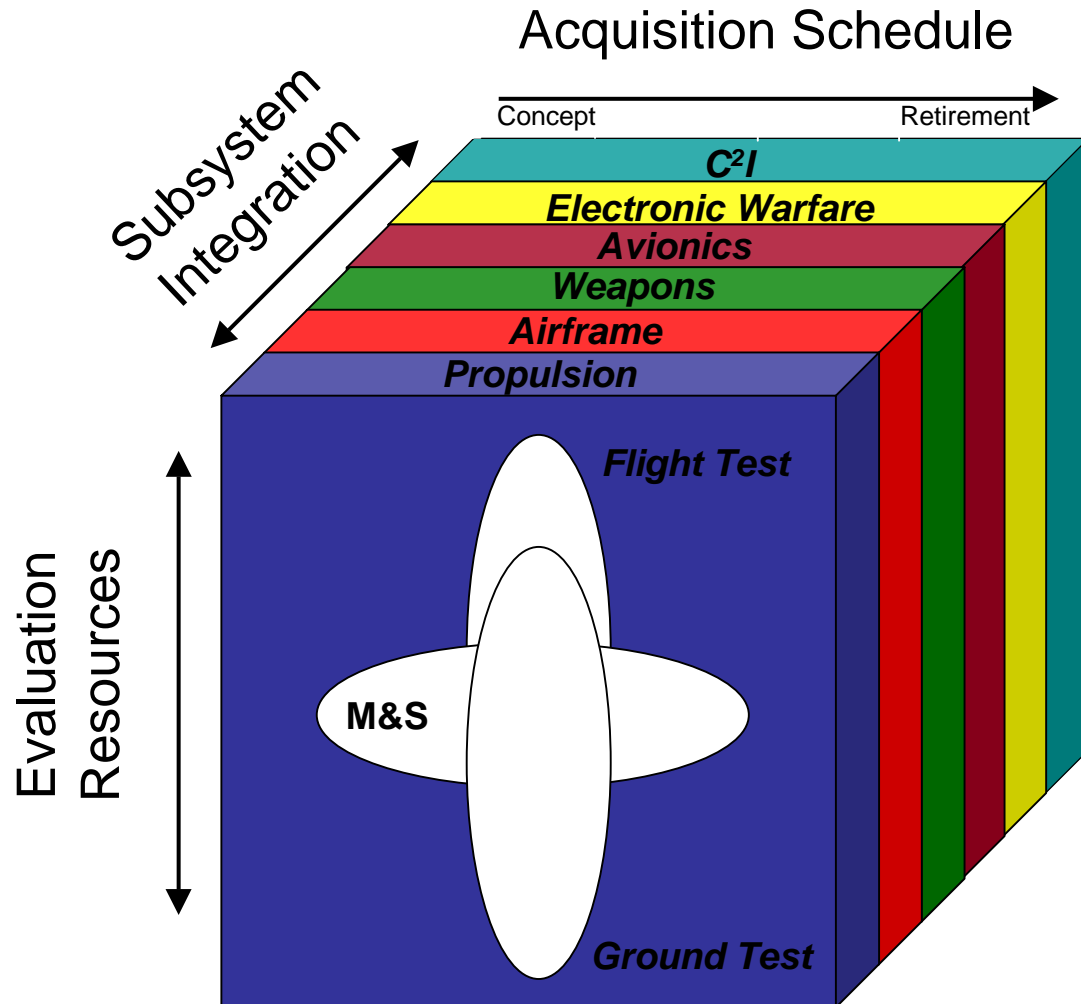 Acquisition Schedule
Concept
Retirement
Subsystem
Integration
C²I
Electronic Warfare
Avionics
Weapons
Airframe
Propulsion
Flight Test
Evaluation
Resources
M&S
Ground Test